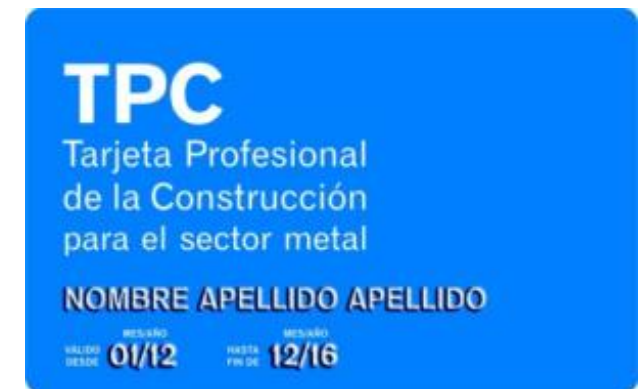 TPC
Tarjeta Profesional
de la Construcción
para el sector metal
NOMBRE APELLIDO APELLIDO
MES/AÑO MES/AÑO
VALIDO DESDE 01/12 HASTA FIN DE 12/16